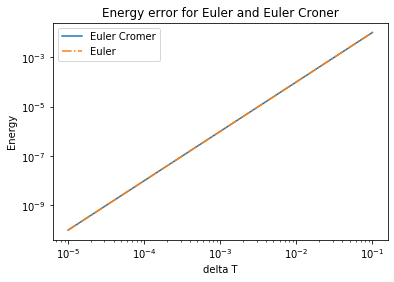 Energy error for Euler and Euler Croner
Euler Cromer
Euler
10⁻³
10⁻⁵
10⁻⁷
10⁻⁹
Energy
10⁻⁵ 10⁻⁴ 10⁻³ 10⁻² 10⁻¹
delta T